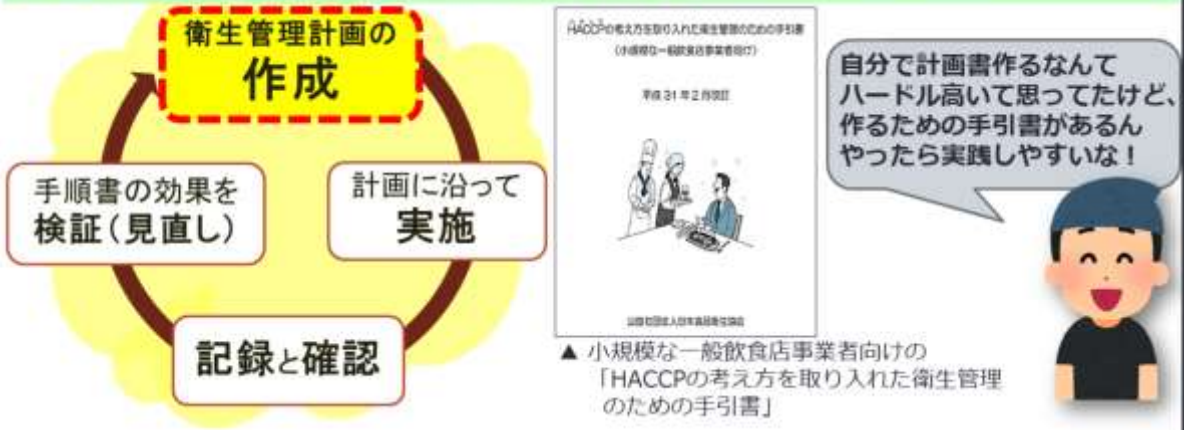 衛生管理計画の
作成
計画に沿って
実施
記録と確認
手順書の効果を
検証(見直し)
HACCPの考え方を取り入れた衛生管理のための手引書
(小規模な一般飲食店事業者向け)
平成31年2月改訂
公益社団法人日本食品衛生協会
▲ 小規模な一般飲食店事業者向けの
「HACCPの考え方を取り入れた衛生管理
のための手引書」
自分で計画書作るなんて
ハードル高いて思ってたけど、
作るための手引書があるん
やったら実践しやすいな！